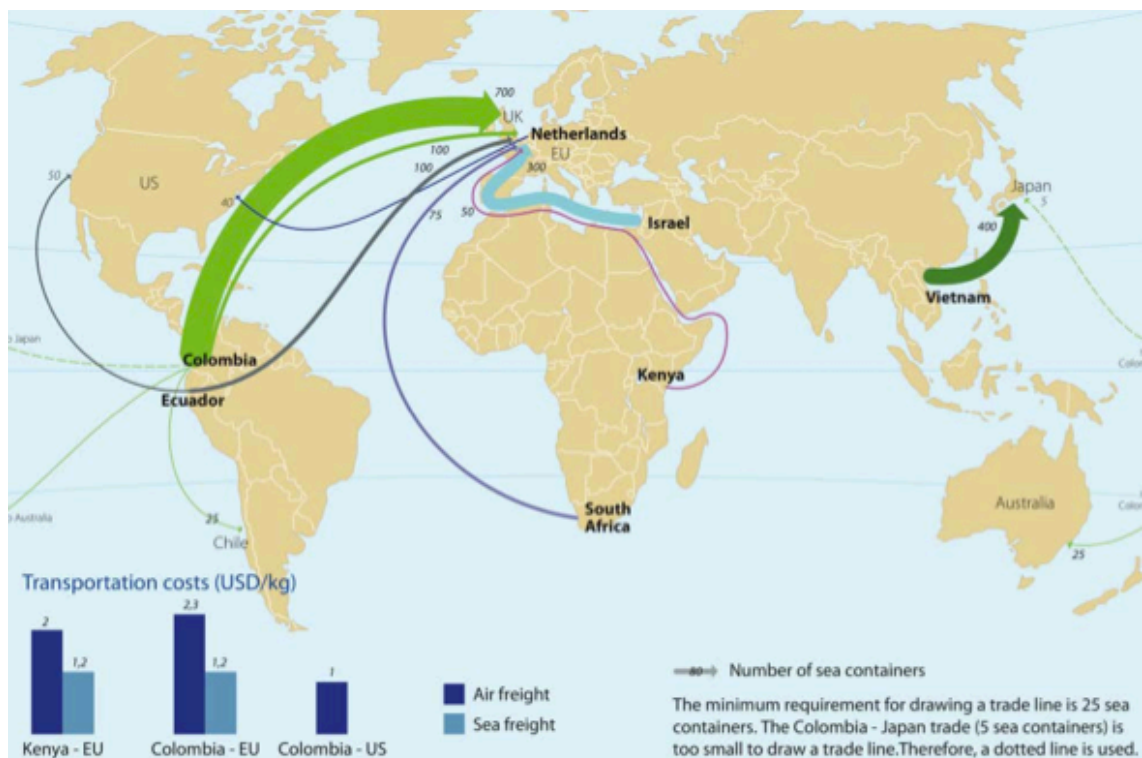 700
UK
Netherlands
EU
100
100
300
50
US
40
75
50
Israel
Japan
5
400
Vietnam
o Japan
Colombia
Ecuador
Kenya
Colo
South
Africa
o Australia
25
Chile
Australia
Colo
25
Transportation costs (USD/kg)
2
1,2
Kenya - EU
2,3
1,2
Colombia - EU
1
Colombia - US
Air freight
Sea freight
80 Number of sea containers
The minimum requirement for drawing a trade line is 25 sea
containers. The Colombia - Japan trade (5 sea containers) is
too small to draw a trade line.Therefore, a dotted line is used.